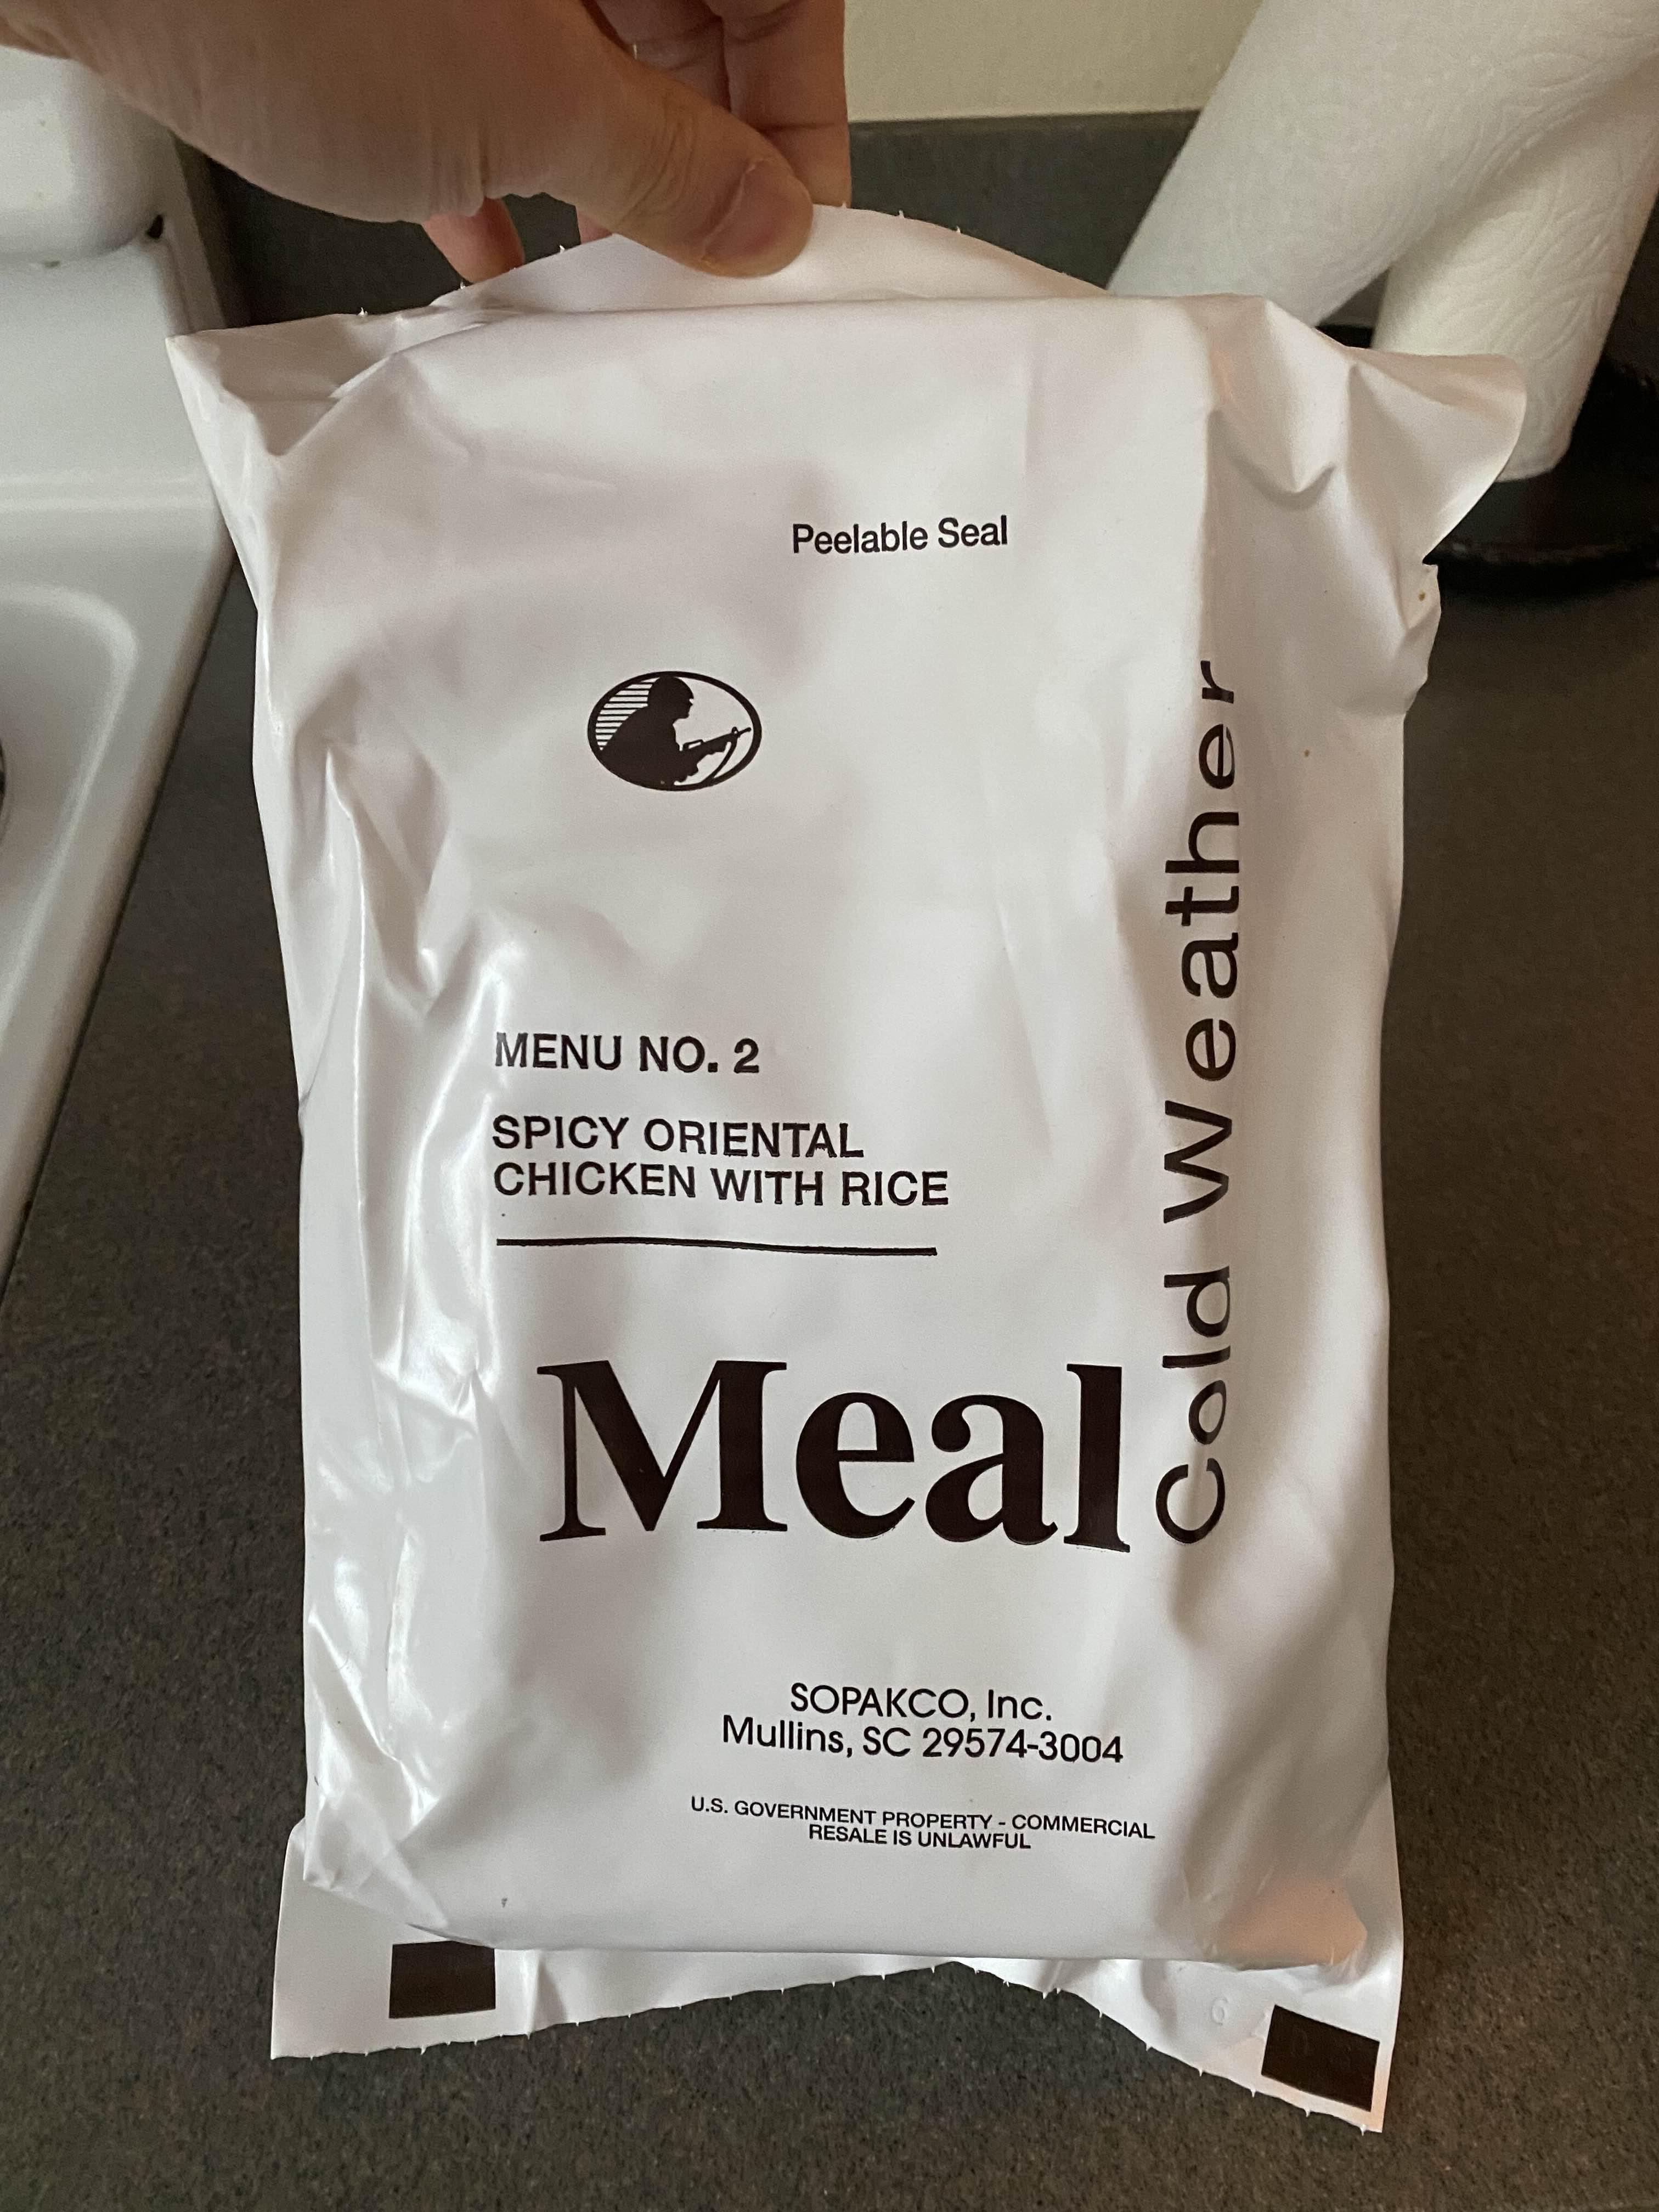 Peelable Seal
MENU NO. 2
SPICY ORIENTAL
CHICKEN WITH RICE
Meal
Cold Weather
SOPAKCO, Inc.
Mullins, SC 29574-3004
U.S. GOVERNMENT PROPERTY - COMMERCIAL
RESALE IS UNLAWFUL
6